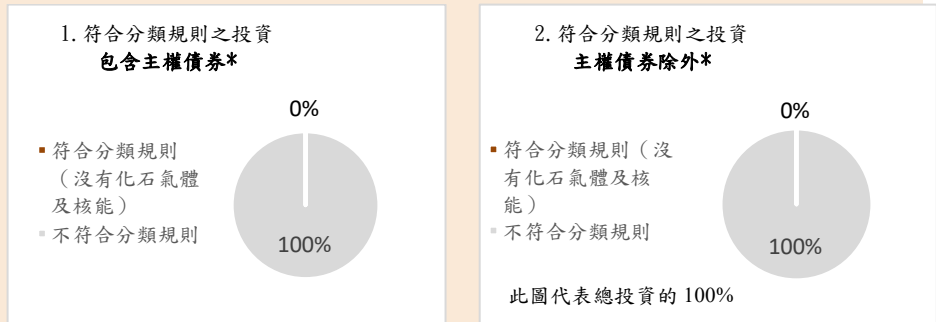 1. 符合分類規則之投資
包含主權債券*
0%
符合分類規則
（沒有化石氣體
及核能）
不符合分類規則
100%
2. 符合分類規則之投資
主權債券除外*
0%
符合分類規則（沒
有化石氣體及核
能）
不符合分類規則
100%
此圖代表總投資的 100%